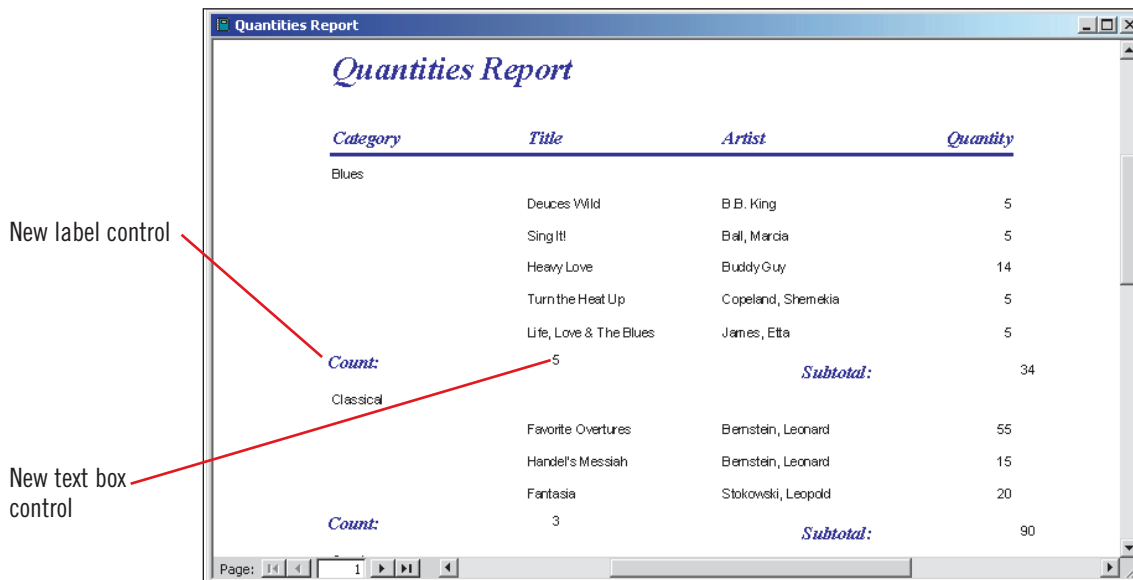 Quantities Report
Quantities Report
Category Title Artist Quantity
Blues
Deuces Wild B.B. King 5
Sing It! Ball, Marcia 5
Heavy Love Buddy Guy 14
Turn the Heat Up Copeland, Shemekia 5
Life, Love & The Blues James, Etta 5
New label control
Count: 5 Subtotal: 34
Classical
Favorite Overtures Bernstein, Leonard 55
Handel's Messiah Bernstein, Leonard 15
Fantasia Stokowski, Leopold 20
New text box
control
Count: 3 Subtotal: 90
Page: 1